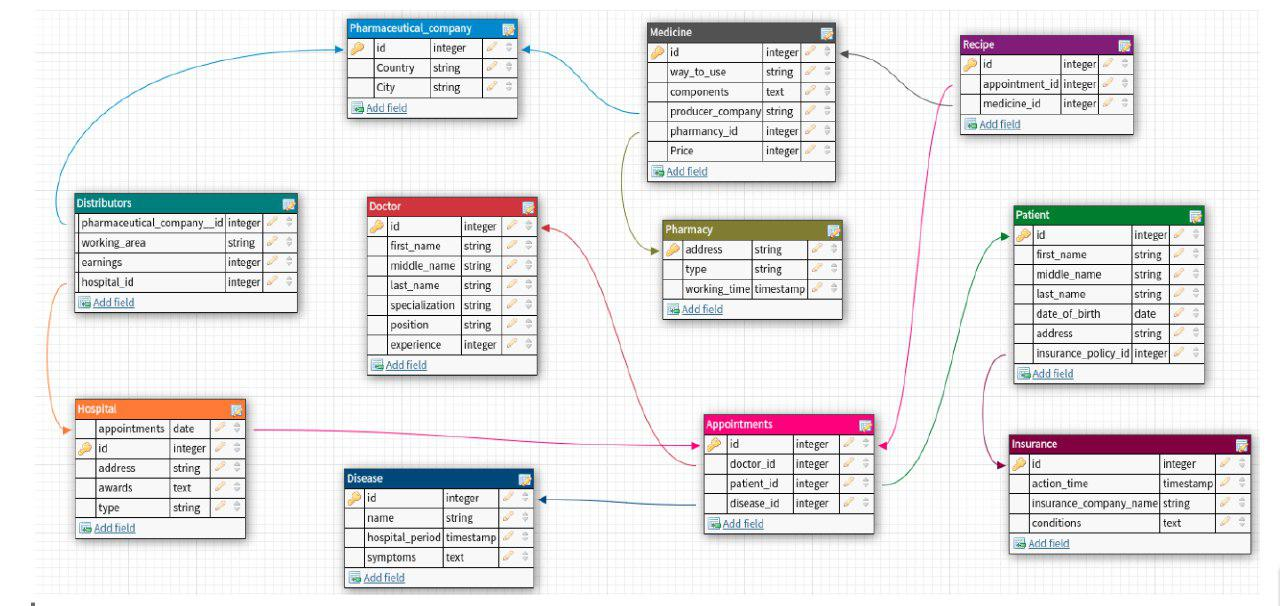 Pharmaceutical_company
id integer
Country string
City string
Add field
Medicine
id integer
way_to_use string
components text
producer_company string
pharmancy_id integer
Price integer
Add field
Recipe
id integer
appointment_id integer
medicine_id integer
Add field
Distributors
pharmaceutical_company__id integer
working_area string
earnings integer
hospital_id integer
Add field
Doctor
id integer
first_name string
middle_name string
last_name string
specialization string
position string
experience integer
Add field
Pharmacy
address string
type string
working_time timestamp
Add field
Patient
id integer
first_name string
middle_name string
last_name string
date_of_birth date
address string
insurance_policy_id integer
Add field
Hospital
appointments date
id integer
address string
awards text
type string
Add field
Disease
id integer
name string
hospital_period timestamp
symptoms text
Add field
Appointments
id integer
doctor_id integer
patient_id integer
disease_id integer
Add field
Insurance
id integer
action_time timestamp
insurance_company_name string
conditions text
Add field